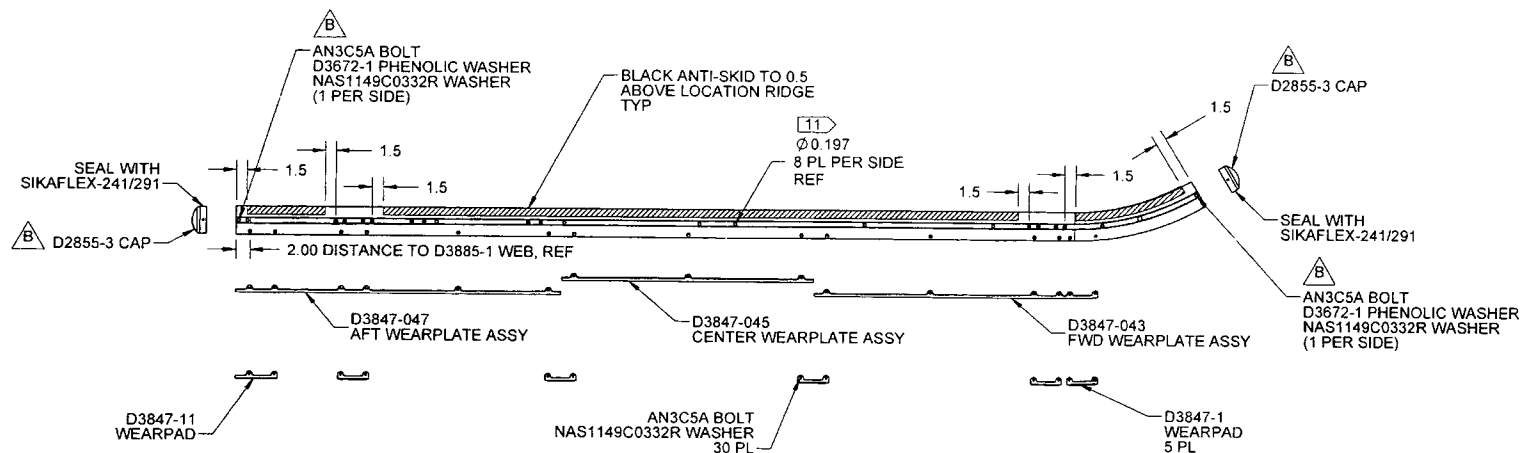 B
AN3C5A BOLT
D3672-1 PHENOLIC WASHER
NAS1149C0332R WASHER
(1 PER SIDE)
BLACK ANTI-SKID TO 0.5
ABOVE LOCATION RIDGE
TYP
11
Ø0.197
8 PL PER SIDE
REF
B
D2855-3 CAP
1.5
SEAL WITH
SIKAFLEX-241/291
1.5
1.5
1.5
1.5
1.5
B
D2855-3 CAP
2.00 DISTANCE TO D3885-1 WEB, REF
SEAL WITH
SIKAFLEX-241/291
B
AN3C5A BOLT
D3672-1 PHENOLIC WASHER
NAS1149C0332R WASHER
(1 PER SIDE)
D3847-047
AFT WEARPLATE ASSY
D3847-045
CENTER WEARPLATE ASSY
D3847-043
FWD WEARPLATE ASSY
D3847-11
WEARPAD
AN3C5A BOLT
NAS1149C0332R WASHER
30 PL
D3847-1
WEARPAD
5 PL